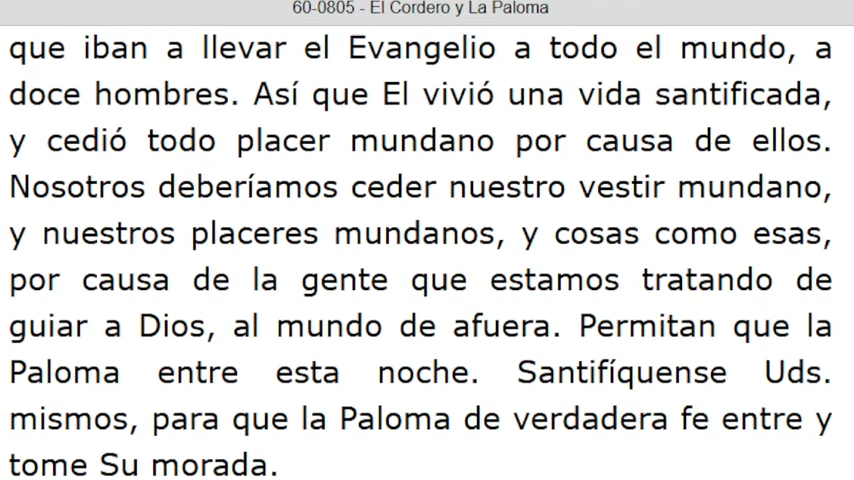 60-0805 - El Cordero y La Paloma
que iban a llevar el Evangelio a todo el mundo, a
doce hombres. Así que El vivió una vida santificada,
y cedió todo placer mundano por causa de ellos.
Nosotros deberíamos ceder nuestro vestir mundano,
y nuestros placeres mundanos, y cosas como esas,
por causa de la gente que estamos tratando de
guiar a Dios, al mundo de afuera. Permitan que la
Paloma entre esta noche. Santifíquense Uds.
mismos, para que la Paloma de verdadera fe entre y
tome Su morada.